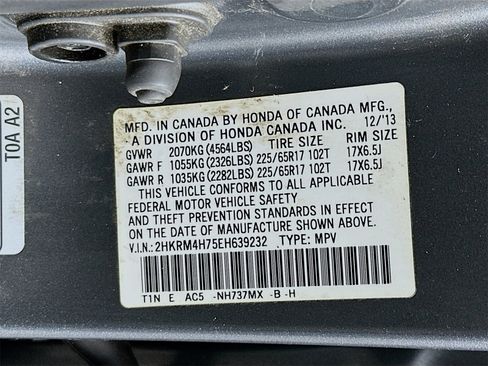 MFD. IN CANADA BY HONDA OF CANADA MFG.,
A DIVISION OF HONDA CANADA INC. 12/'13
GVWR 2070KG(4564LBS) TIRE SIZE RIM SIZE
GAWR F 1055KG(2326LBS)225/65R17 102T 17X6.5J
GAWR R 1035KG(2282LBS)225/65R17 102T 17X6.5J
THIS VEHICLE CONFORMS TO ALL APPLICABLE
FEDERAL MOTOR VEHICLE SAFETY, BUMPER,
AND THEFT PREVENTION STANDARDS IN EFFECT
ON THE DATE OF MANUFACTURE SHOWN ABOVE.
V.I.N.: 2HKRM4H75EH639232 TYPE: MPV
T1N E AC5 -NH737MX -B -H
T0A A2